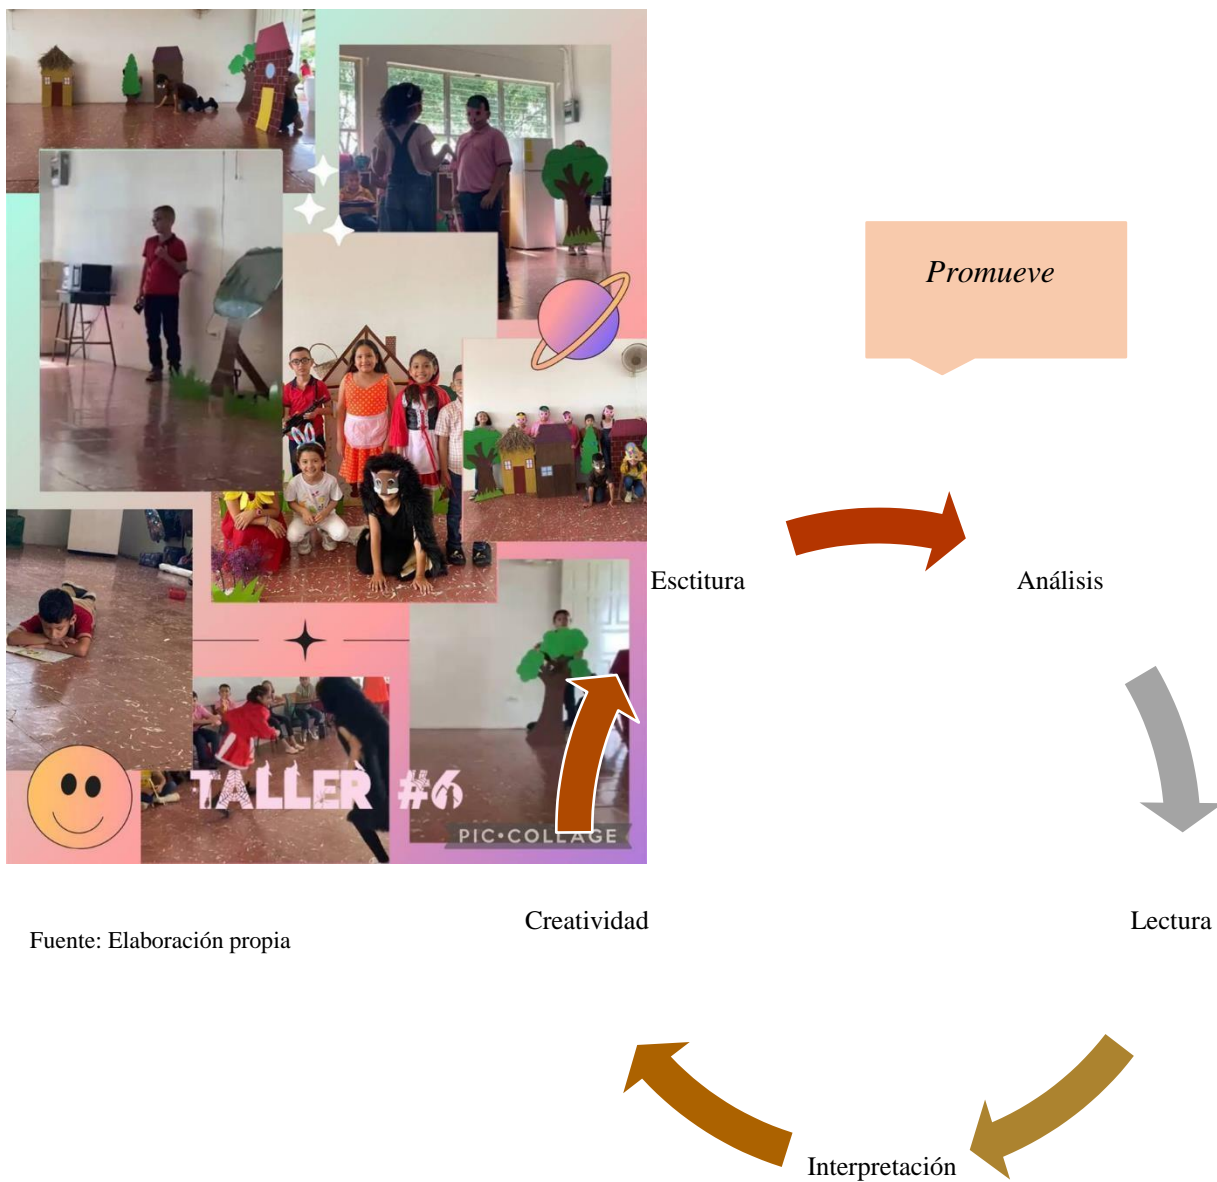 Promueve
Esctitura
Análisis
TALLER #6
PIC•COLLAGE
Creatividad
Lectura
Fuente: Elaboración propia
Interpretación